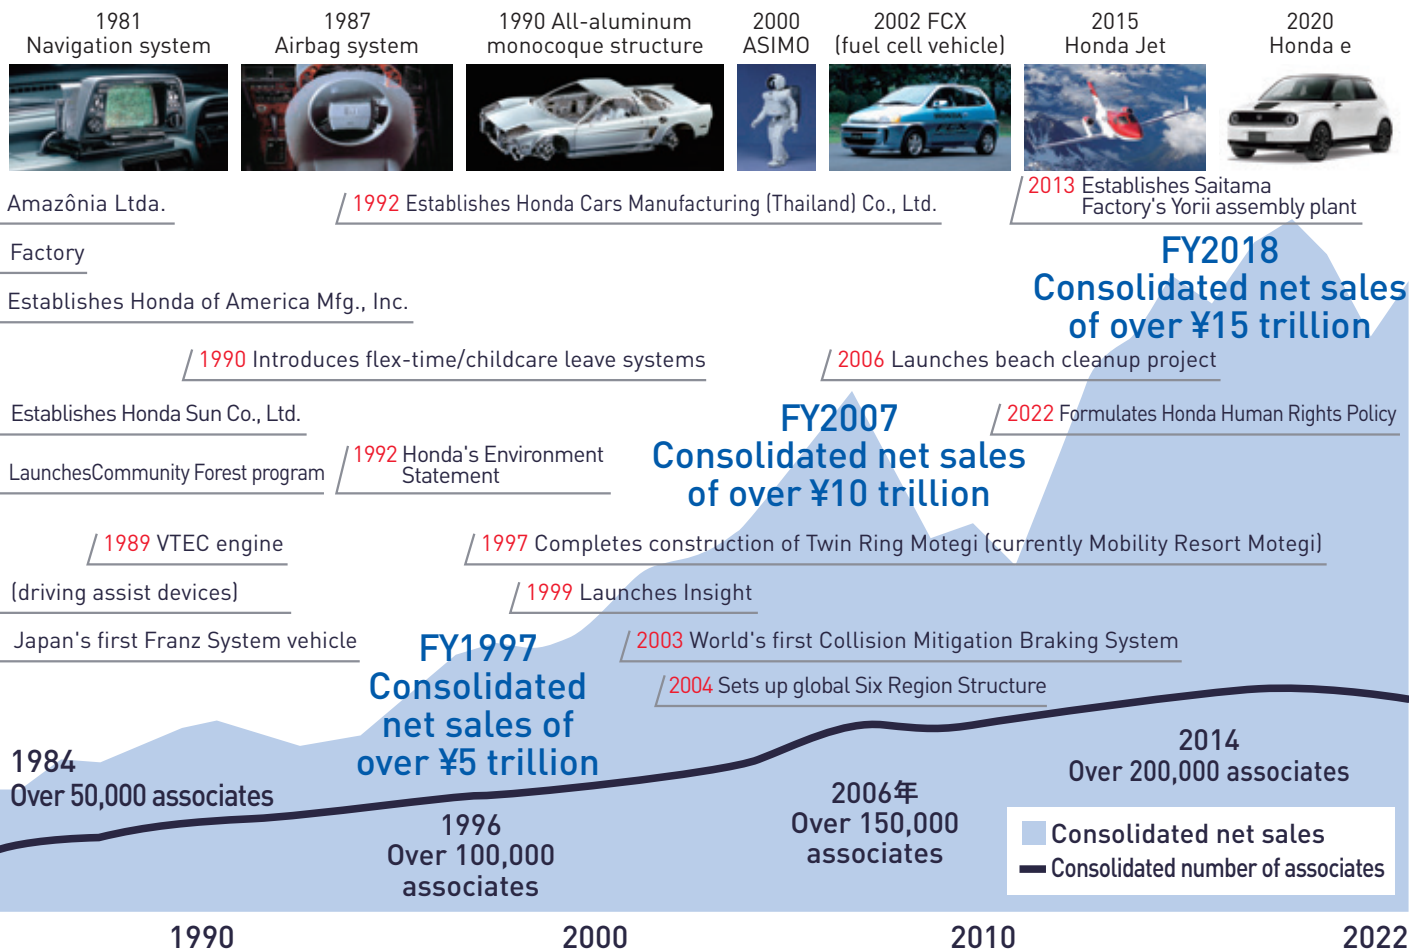 1981
Navigation system
1987
Airbag system
1990 All-aluminum
monocoque structure
2000
ASIMO
2002 FCX
(fuel cell vehicle)
2015
Honda Jet
2020
Honda e
Amazônia Ltda.
1992 Establishes Honda Cars Manufacturing (Thailand) Co., Ltd.
2013 Establishes Saitama
Factory's Yorii assembly plant
Factory
FY2018
Consolidated net sales
of over ¥15 trillion
Establishes Honda of America Mfg., Inc.
1990 Introduces flex-time/childcare leave systems
2006 Launches beach cleanup project
Establishes Honda Sun Co., Ltd.
FY2007
Consolidated net sales
of over ¥10 trillion
2022 Formulates Honda Human Rights Policy
LaunchesCommunity Forest program
1992 Honda's Environment
Statement
1989 VTEC engine
1997 Completes construction of Twin Ring Motegi (currently Mobility Resort Motegi)
(driving assist devices)
1999 Launches Insight
Japan's first Franz System vehicle
FY1997
Consolidated
net sales of
over ¥5 trillion
2003 World's first Collision Mitigation Braking System
2004 Sets up global Six Region Structure
1984
Over 50,000 associates
1996
Over 100,000
associates
2006年
Over 150,000
associates
2014
Over 200,000 associates
Consolidated net sales
Consolidated number of associates
1990
2000
2010
2022